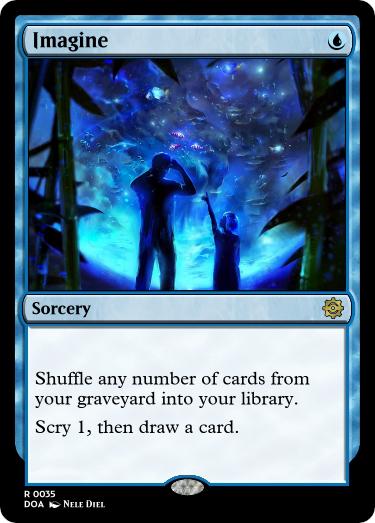 Imagine
Sorcery
Shuffle any number of cards from
your graveyard into your library.
Scry 1, then draw a card.
R 0035
DOA NELE DIEL